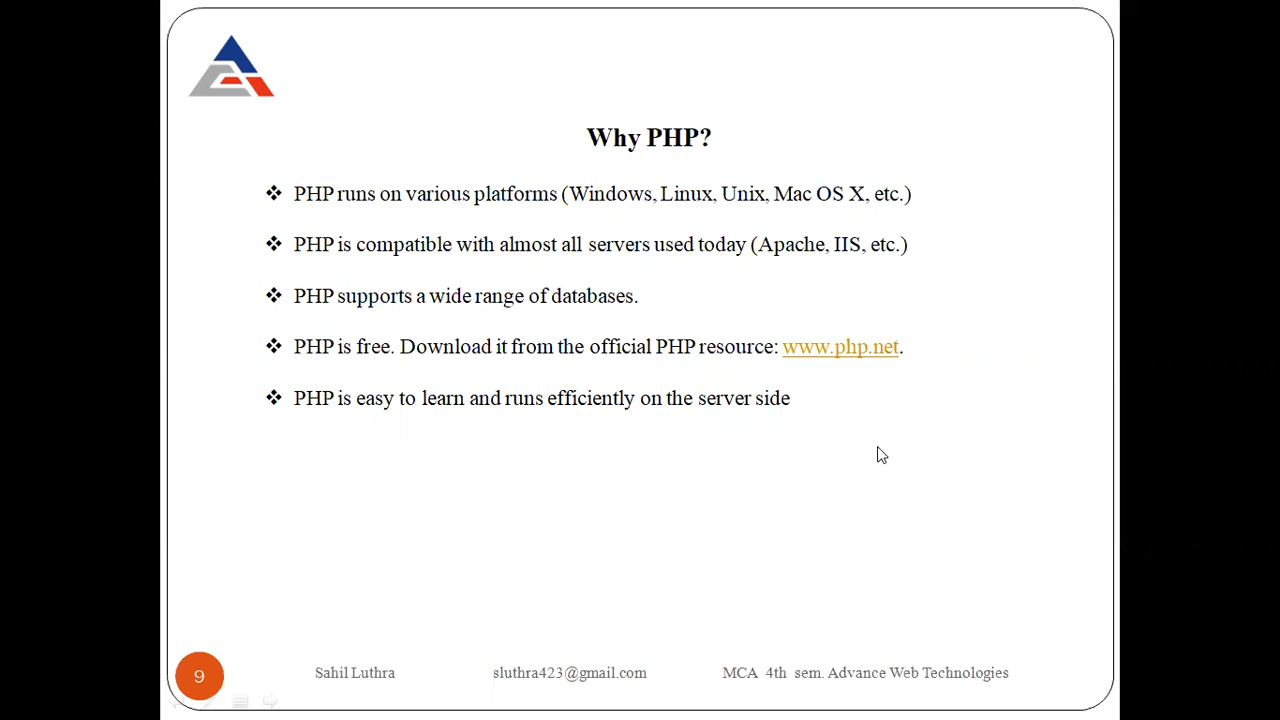 Why PHP?
❖ PHP runs on various platforms (Windows, Linux, Unix, Mac OS X, etc.)
❖ PHP is compatible with almost all servers used today (Apache, IIS, etc.)
❖ PHP supports a wide range of databases.
❖ PHP is free. Download it from the official PHP resource: www.php.net.
❖ PHP is easy to learn and runs efficiently on the server side
9 Sahil Luthra sluthra423@gmail.com MCA 4th sem. Advance Web Technologies